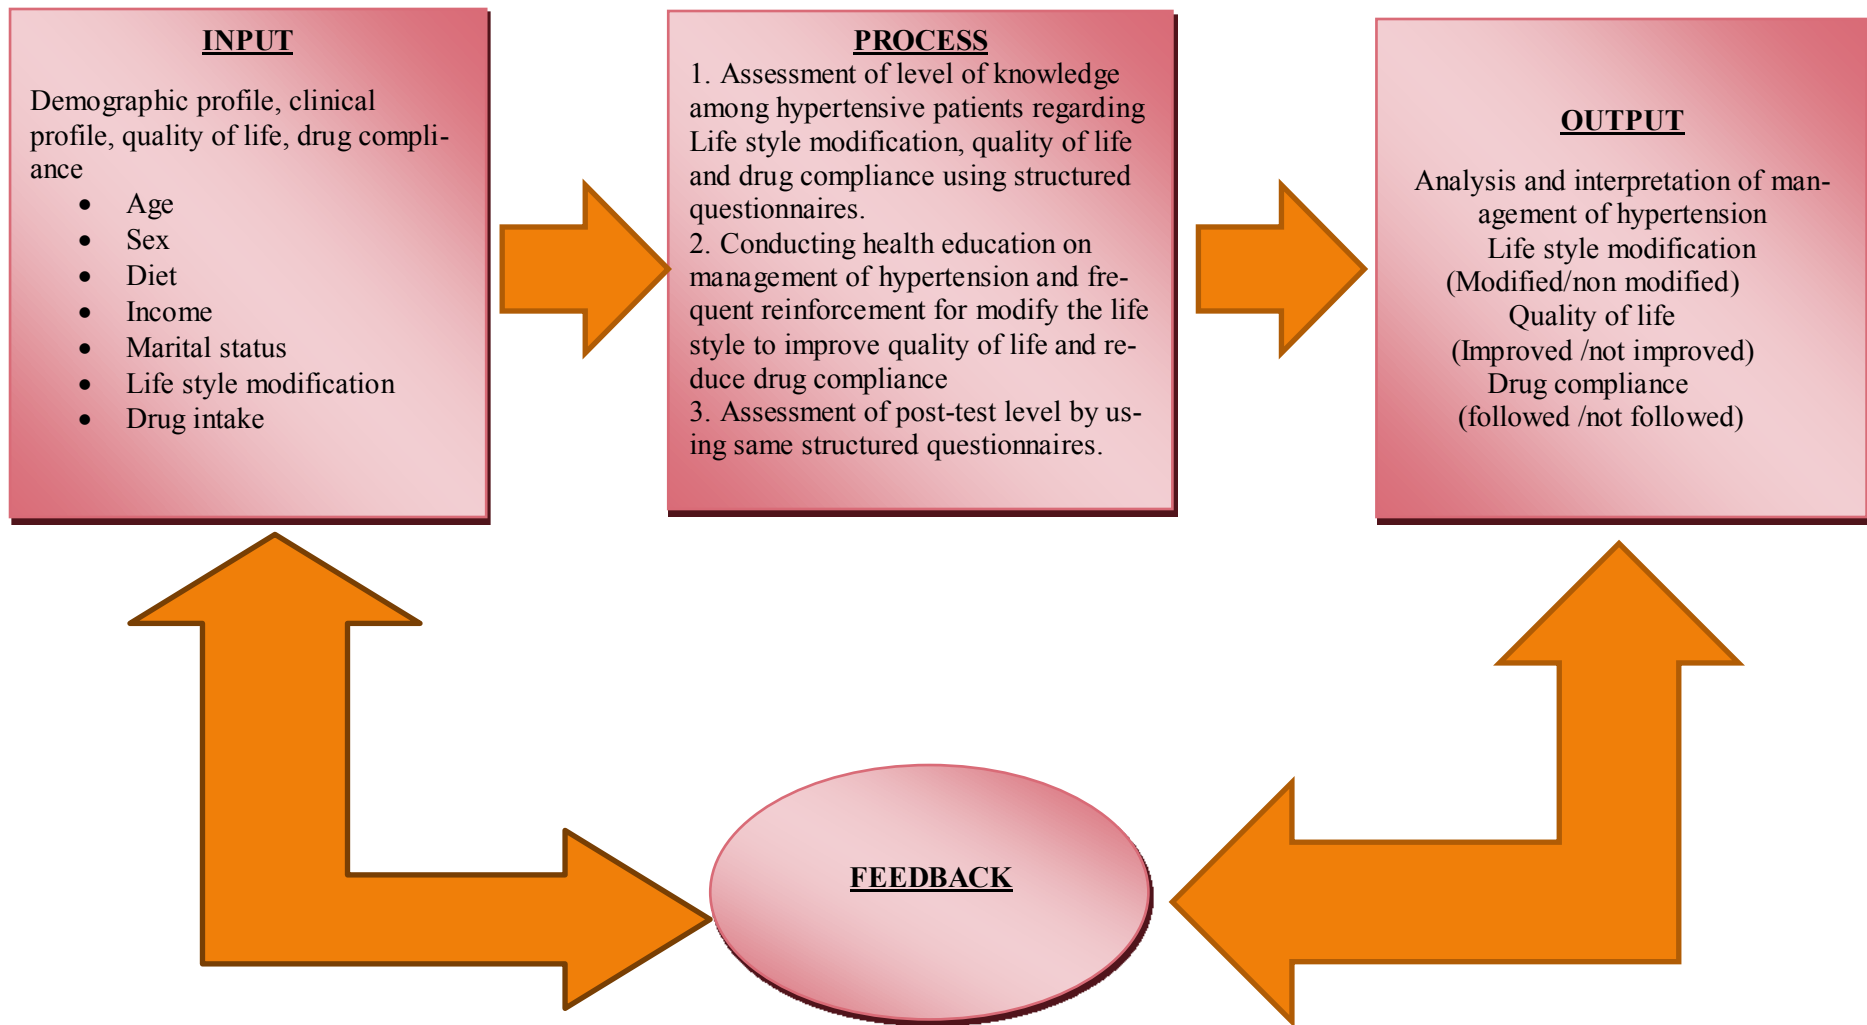 INPUT
Demographic profile, clinical
profile, quality of life, drug compli-
ance
• Age
• Sex
• Diet
• Income
• Marital status
• Life style modification
• Drug intake
PROCESS
1. Assessment of level of knowledge
among hypertensive patients regarding
Life style modification, quality of life
and drug compliance using structured
questionnaires.
2. Conducting health education on
management of hypertension and fre-
quent reinforcement for modify the life
style to improve quality of life and re-
duce drug compliance
3. Assessment of post-test level by us-
ing same structured questionnaires.
OUTPUT
Analysis and interpretation of man-
agement of hypertension
Life style modification
(Modified/non modified)
Quality of life
(Improved /not improved)
Drug compliance
(followed /not followed)
FEEDBACK